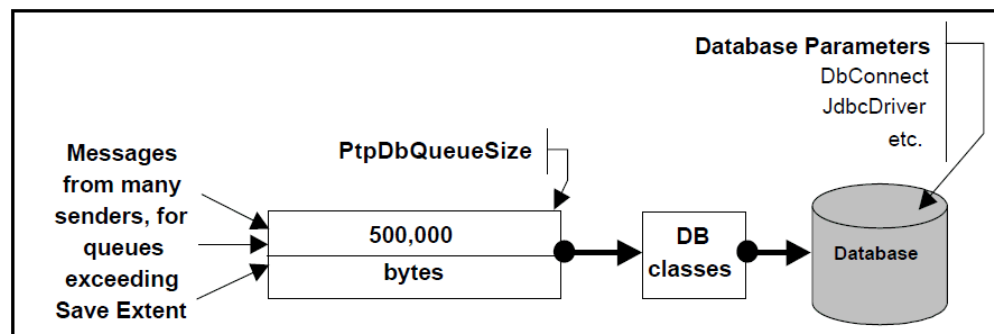 Database Parameters
DbConnect
JdbcDriver
etc.
PtpDbQueueSize
Messages
from many
senders, for
queues
exceeding
Save Extent
500,000
bytes
DB
classes
Database